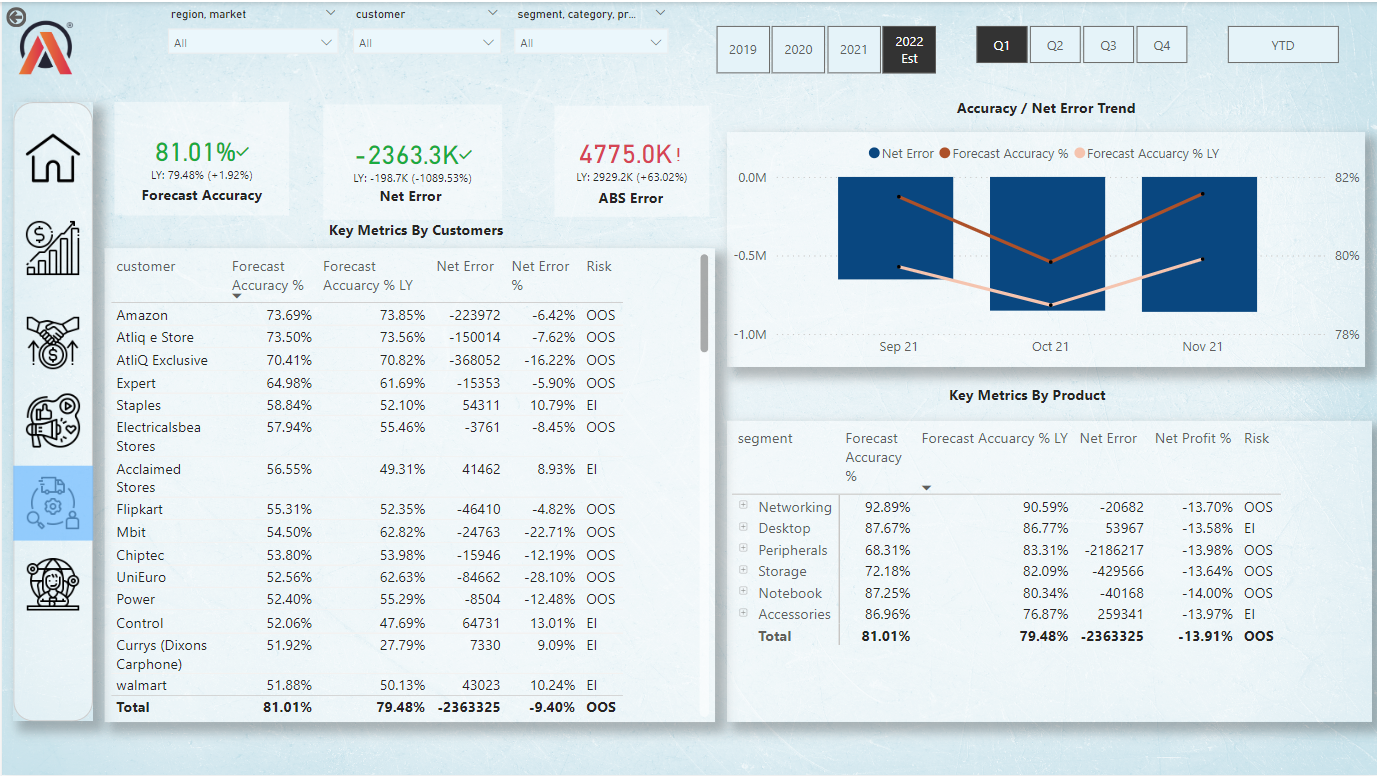 region, market
customer
segment, category, pr...
All
All
All
2019
2020
2021
2022
Est
Q1
Q2
Q3
Q4
YTD
81.01%
LY: 79.48% (+1.92%)
Forecast Accuracy
-2363.3K
LY: -198.7K (-1089.53%)
Net Error
4775.0K!
LY: 2929.2K (+63.02%)
ABS Error
Key Metrics By Customers
customer Forecast Accuracy % Forecast Accuarcy % LY Net Error Net Error % Risk
Amazon 73.69% 73.85% -223972 -6.42% OOS
Atliq e Store 73.50% 73.56% -150014 -7.62% OOS
AtliQ Exclusive 70.41% 70.82% -368052 -16.22% OOS
Expert 64.98% 61.69% -15353 -5.90% OOS
Staples 58.84% 52.10% 54311 10.79% EI
Electricalsbea Stores 57.94% 55.46% -3761 -8.45% OOS
Acclaimed Stores 56.55% 49.31% 41462 8.93% EI
Flipkart 55.31% 52.35% -46410 -4.82% OOS
Mbit 54.50% 62.82% -24763 -22.71% OOS
Chiptec 53.80% 53.98% -15946 -12.19% OOS
UniEuro 52.56% 62.63% -84662 -28.10% OOS
Power 52.40% 55.29% -8504 -12.48% OOS
Control 52.06% 47.69% 64731 13.01% EI
Currys (Dixons Carphone) 51.92% 27.79% 7330 9.09% EI
walmart 51.88% 50.13% 43023 10.24% EI
Total 81.01% 79.48% -2363325 -9.40% OOS
Accuracy / Net Error Trend
Net Error Forecast Accuracy % Forecast Accuarcy % LY
0.0M 82%
-0.5M 80%
-1.0M 78%
Sep 21 Oct 21 Nov 21
Key Metrics By Product
segment Forecast Accuracy % Forecast Accuarcy % LY Net Error Net Profit % Risk
Networking 92.89% 90.59% -20682 -13.70% OOS
Desktop 87.67% 86.77% 53967 -13.58% EI
Peripherals 68.31% 83.31% -2186217 -13.98% OOS
Storage 72.18% 82.09% -429566 -13.64% OOS
Notebook 87.25% 80.34% -40168 -14.00% OOS
Accessories 86.96% 76.87% 259341 -13.97% EI
Total 81.01% 79.48% -2363325 -13.91% OOS